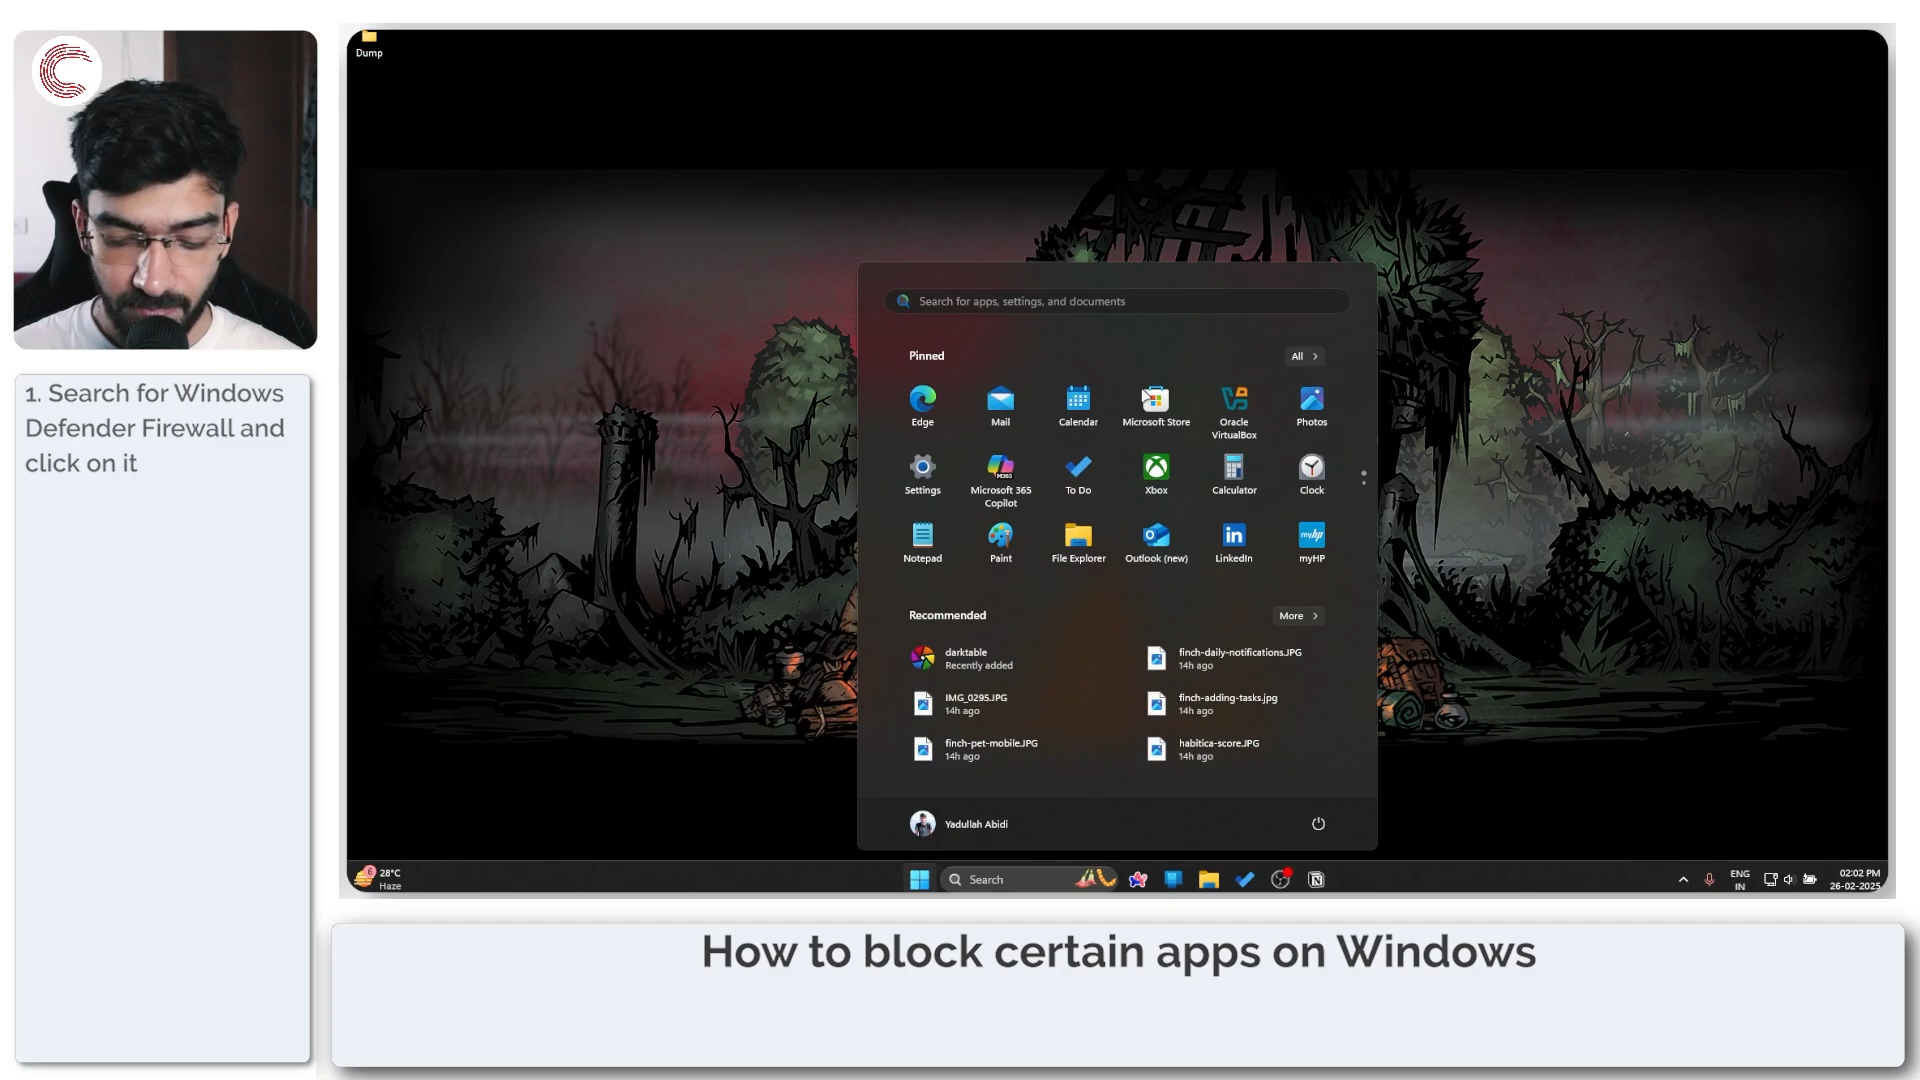 Dump
1. Search for Windows
Defender Firewall and
click on it
Search for apps, settings, and documents
Pinned
All
Edge
Mail
Calendar
Microsoft Store
Oracle
VirtualBox
Photos
Settings
M365
Microsoft 365
Copilot
To Do
Xbox
Calculator
Clock
Notepad
Paint
File Explorer
Outlook (new)
in
LinkedIn
myhp
myHP
Recommended
More
darktable
Recently added
finch-daily-notifications.JPG
14h ago
IMG_0295.JPG
14h ago
finch-adding-tasks.jpg
14h ago
finch-pet-mobile.JPG
14h ago
habitica-score.JPG
14h ago
Yadullah Abidi
6
28°C
Haze
Search
ENG
IN
02:02 PM
26-02-2025
How to block certain apps on Windows